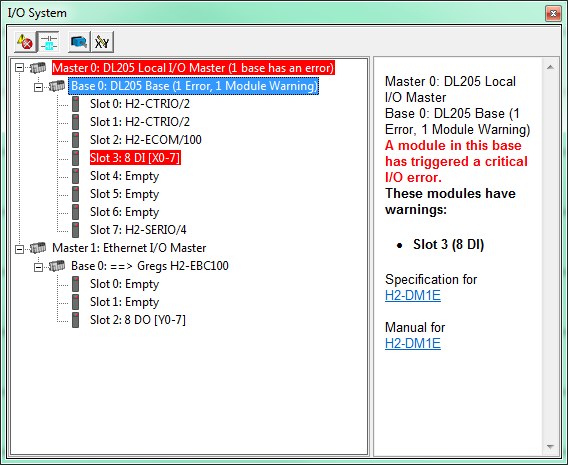 I/O System
Master 0: DL205 Local I/O Master (1 base has an error)
Base 0: DL205 Base (1 Error, 1 Module Warning)
Slot 0: H2-CTRIO/2
Slot 1: H2-CTRIO/2
Slot 2: H2-ECOM/100
Slot 3: 8 DI [X0-7]
Slot 4: Empty
Slot 5: Empty
Slot 6: Empty
Slot 7: H2-SERIO/4
Master 1: Ethernet I/O Master
Base 0: ==> Gregs H2-EBC100
Slot 0: Empty
Slot 1: Empty
Slot 2: 8 DO [Y0-7]
Master 0: DL205 Local
I/O Master
Base 0: DL205 Base (1
Error, 1 Module Warning)
A module in this base
has triggered a critical
I/O error.
These modules have
warnings:
• Slot 3 (8 DI)
Specification for
H2-DM1E
Manual for
H2-DM1E